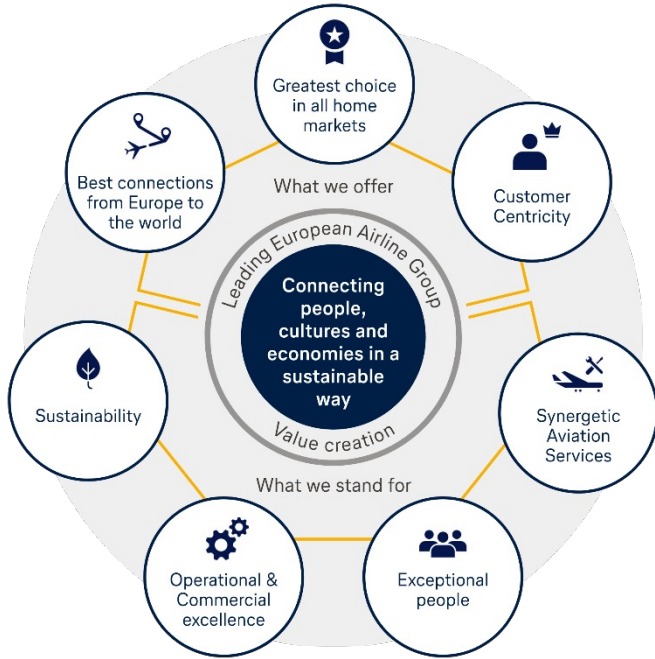 Greatest choice
in all home
markets
Best connections
from Europe to
the world
What we offer
Customer
Centricity
Leading European Airline Group
Connecting
people,
cultures and
economies in a
sustainable
way
Value creation
Sustainability
Synergetic
Aviation
Services
What we stand for
Operational &
Commercial
excellence
Exceptional
people